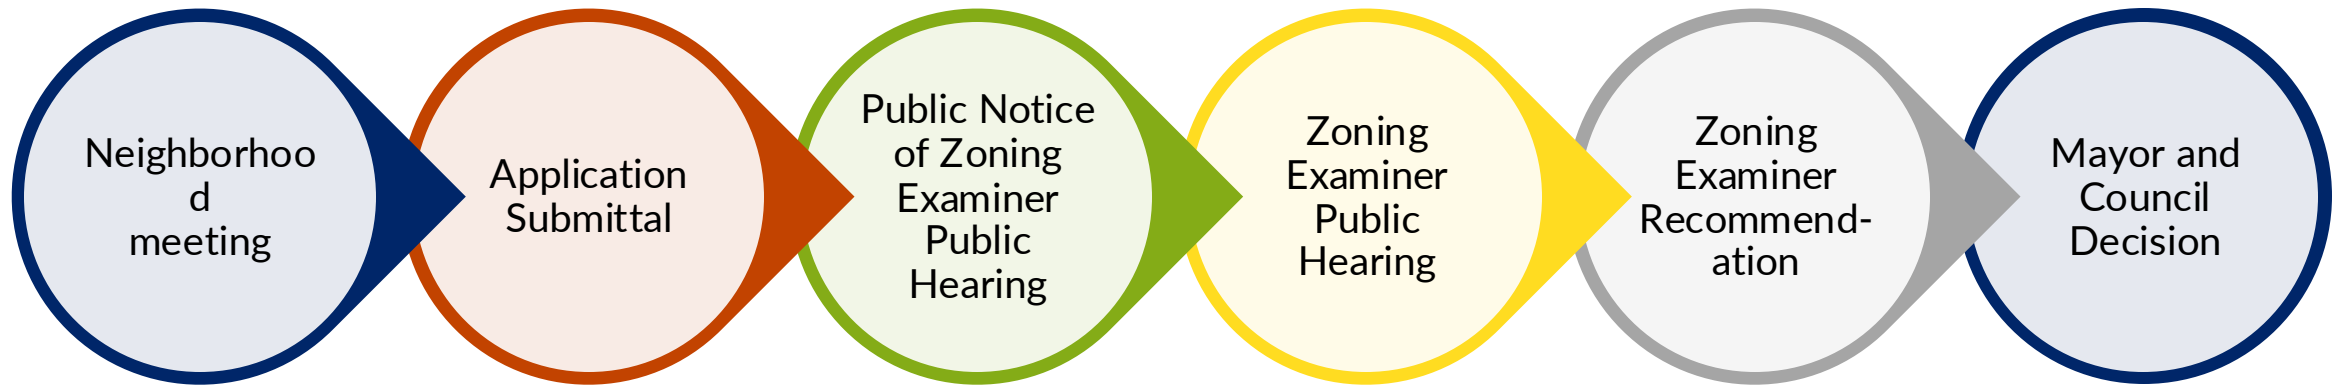 Neighborhoo
d
meeting
Application
Submittal
Public Notice
of Zoning
Examiner
Public
Hearing
Zoning
Examiner
Public
Hearing
Zoning
Examiner
Recommend-
ation
Mayor and
Council
Decision